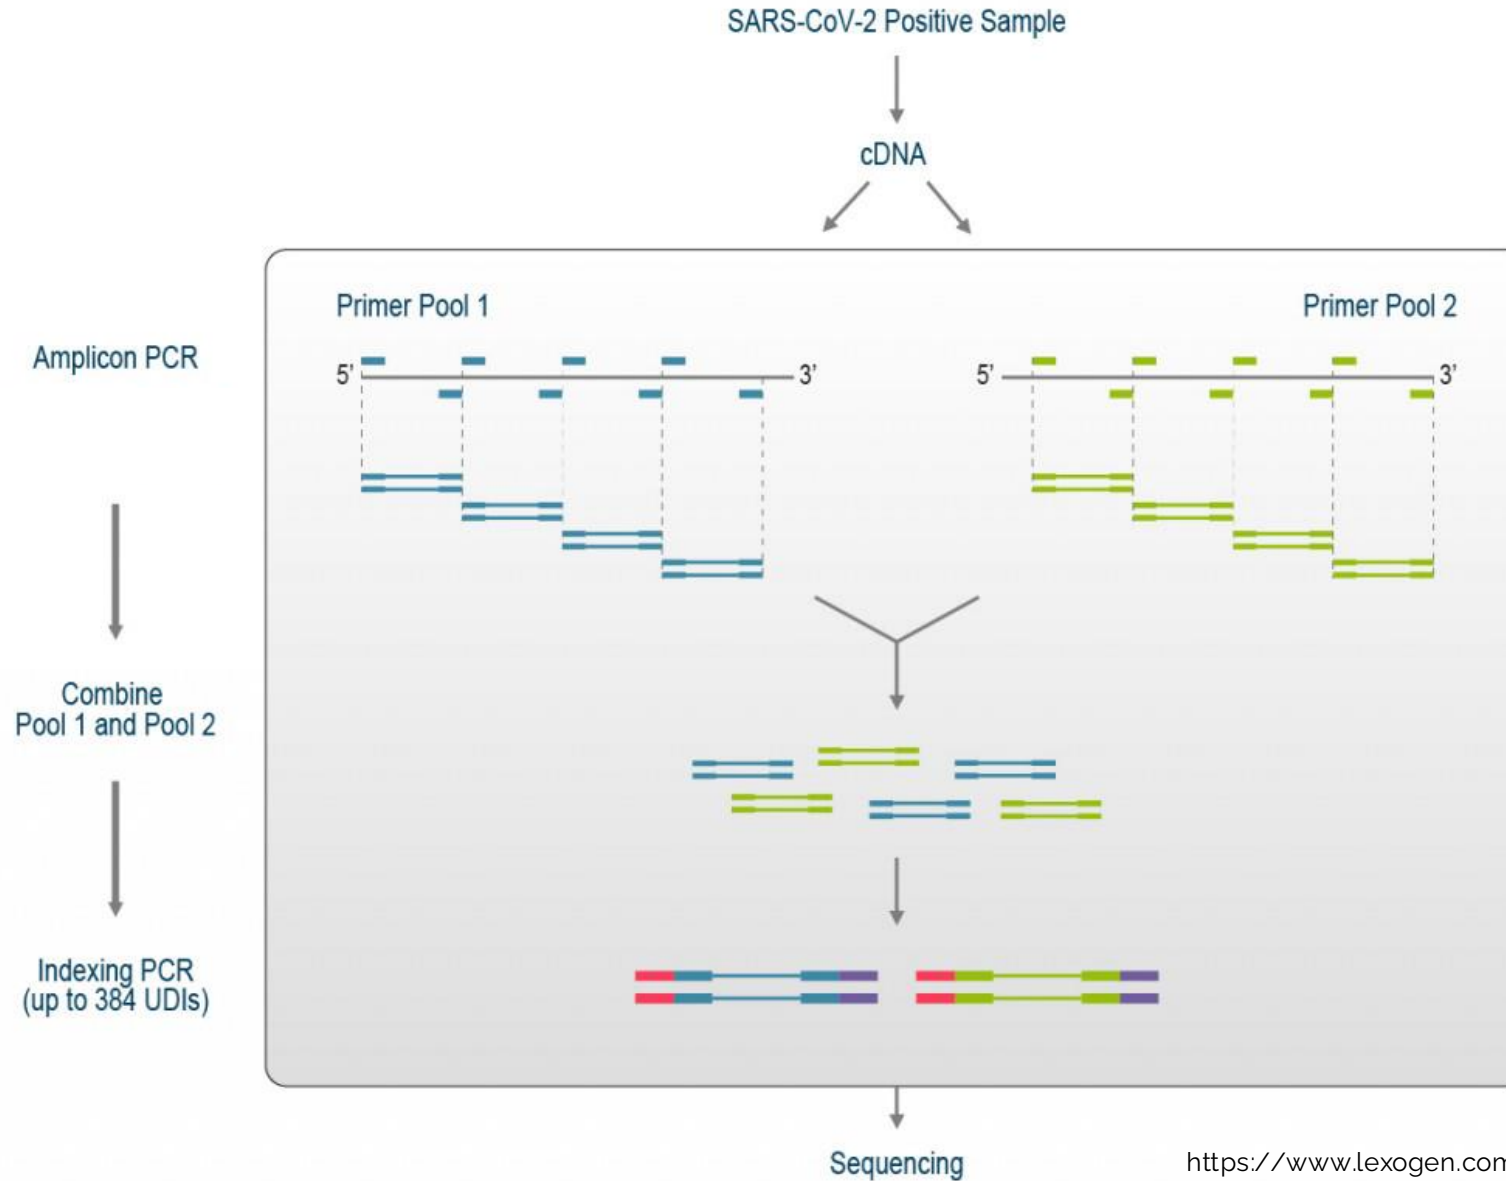 SARS-CoV-2 Positive Sample
cDNA
Primer Pool 1
Primer Pool 2
Amplicon PCR
5’
3’
5’
3’
Combine
Pool 1 and Pool 2
Indexing PCR
(up to 384 UDIs)
Sequencing
https://www.lexogen.com